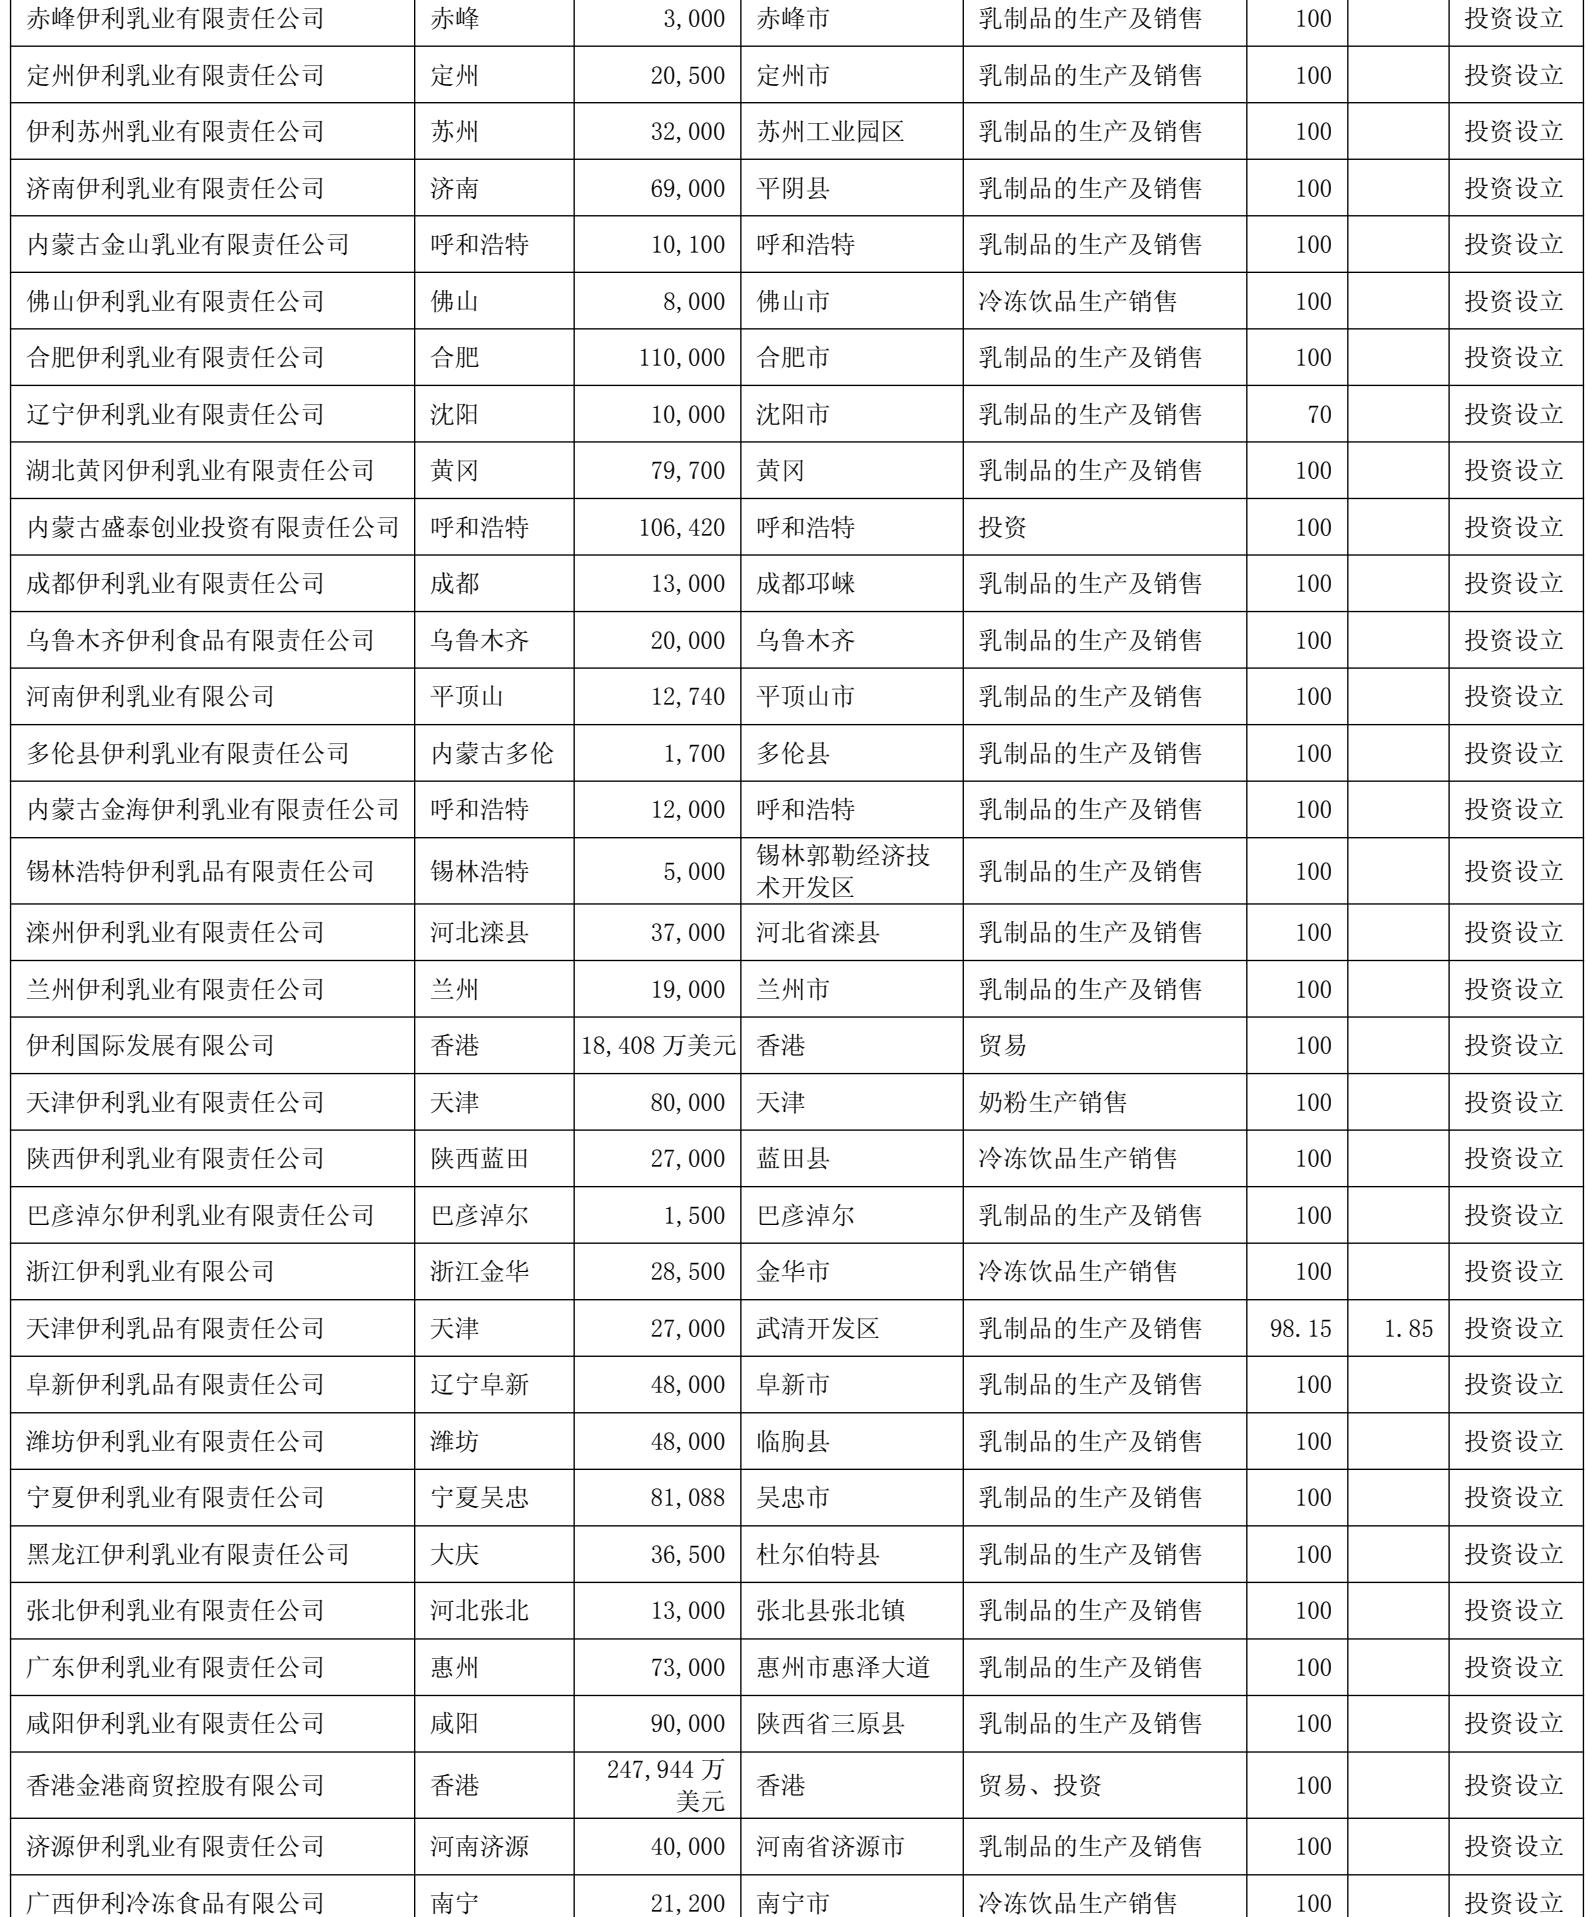 赤峰伊利乳业有限责任公司 赤峰 3,000 赤峰市 乳制品的生产及销售 100 投资设立
定州伊利乳业有限责任公司 定州 20,500 定州市 乳制品的生产及销售 100 投资设立
伊利苏州乳业有限责任公司 苏州 32,000 苏州工业园区 乳制品的生产及销售 100 投资设立
济南伊利乳业有限责任公司 济南 69,000 平阴县 乳制品的生产及销售 100 投资设立
内蒙古金山乳业有限责任公司 呼和浩特 10,100 呼和浩特 乳制品的生产及销售 100 投资设立
佛山伊利乳业有限责任公司 佛山 8,000 佛山市 冷冻饮品生产销售 100 投资设立
合肥伊利乳业有限责任公司 合肥 110,000 合肥市 乳制品的生产及销售 100 投资设立
辽宁伊利乳业有限责任公司 沈阳 10,000 沈阳市 乳制品的生产及销售 70 投资设立
湖北黄冈伊利乳业有限责任公司 黄冈 79,700 黄冈 乳制品的生产及销售 100 投资设立
内蒙古盛泰创业投资有限责任公司 呼和浩特 106,420 呼和浩特 投资 100 投资设立
成都伊利乳业有限责任公司 成都 13,000 成都邛崃 乳制品的生产及销售 100 投资设立
乌鲁木齐伊利食品有限责任公司 乌鲁木齐 20,000 乌鲁木齐 乳制品的生产及销售 100 投资设立
河南伊利乳业有限公司 平顶山 12,740 平顶山市 乳制品的生产及销售 100 投资设立
多伦县伊利乳业有限责任公司 内蒙古多伦 1,700 多伦县 乳制品的生产及销售 100 投资设立
内蒙古金海伊利乳业有限责任公司 呼和浩特 12,000 呼和浩特 乳制品的生产及销售 100 投资设立
锡林浩特伊利乳品有限责任公司 锡林浩特 5,000 锡林郭勒经济技
术开发区 乳制品的生产及销售 100 投资设立
滦州伊利乳业有限责任公司 河北滦县 37,000 河北省滦县 乳制品的生产及销售 100 投资设立
兰州伊利乳业有限责任公司 兰州 19,000 兰州市 乳制品的生产及销售 100 投资设立
伊利国际发展有限公司 香港 18,408 万美元 香港 贸易 100 投资设立
天津伊利乳业有限责任公司 天津 80,000 天津 奶粉生产销售 100 投资设立
陕西伊利乳业有限责任公司 陕西蓝田 27,000 蓝田县 冷冻饮品生产销售 100 投资设立
巴彦淖尔伊利乳业有限责任公司 巴彦淖尔 1,500 巴彦淖尔 乳制品的生产及销售 100 投资设立
浙江伊利乳业有限公司 浙江金华 28,500 金华市 冷冻饮品生产销售 100 投资设立
天津伊利乳品有限责任公司 天津 27,000 武清开发区 乳制品的生产及销售 98.15 1.85 投资设立
阜新伊利乳品有限责任公司 辽宁阜新 48,000 阜新市 乳制品的生产及销售 100 投资设立
潍坊伊利乳业有限责任公司 潍坊 48,000 临朐县 乳制品的生产及销售 100 投资设立
宁夏伊利乳业有限责任公司 宁夏吴忠 81,088 吴忠市 乳制品的生产及销售 100 投资设立
黑龙江伊利乳业有限责任公司 大庆 36,500 杜尔伯特县 乳制品的生产及销售 100 投资设立
张北伊利乳业有限责任公司 河北张北 13,000 张北县张北镇 乳制品的生产及销售 100 投资设立
广东伊利乳业有限责任公司 惠州 73,000 惠州市惠泽大道 乳制品的生产及销售 100 投资设立
咸阳伊利乳业有限责任公司 咸阳 90,000 陕西省三原县 乳制品的生产及销售 100 投资设立
香港金港商贸控股有限公司 香港 247,944 万
美元 香港 贸易、投资 100 投资设立
济源伊利乳业有限责任公司 河南济源 40,000 河南省济源市 乳制品的生产及销售 100 投资设立
广西伊利冷冻食品有限公司 南宁 21,200 南宁市 冷冻饮品生产销售 100 投资设立